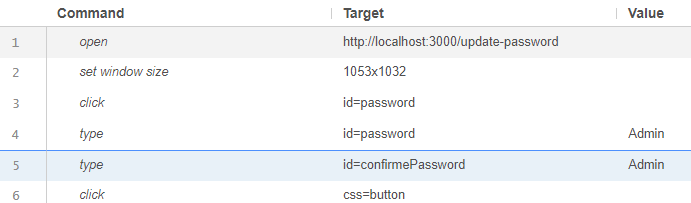 Command Target Value
1 open http://localhost:3000/update-password
2 set window size 1053x1032
3 click id=password
4 type id=password Admin
5 type id=confirmePassword Admin
6 click css=button